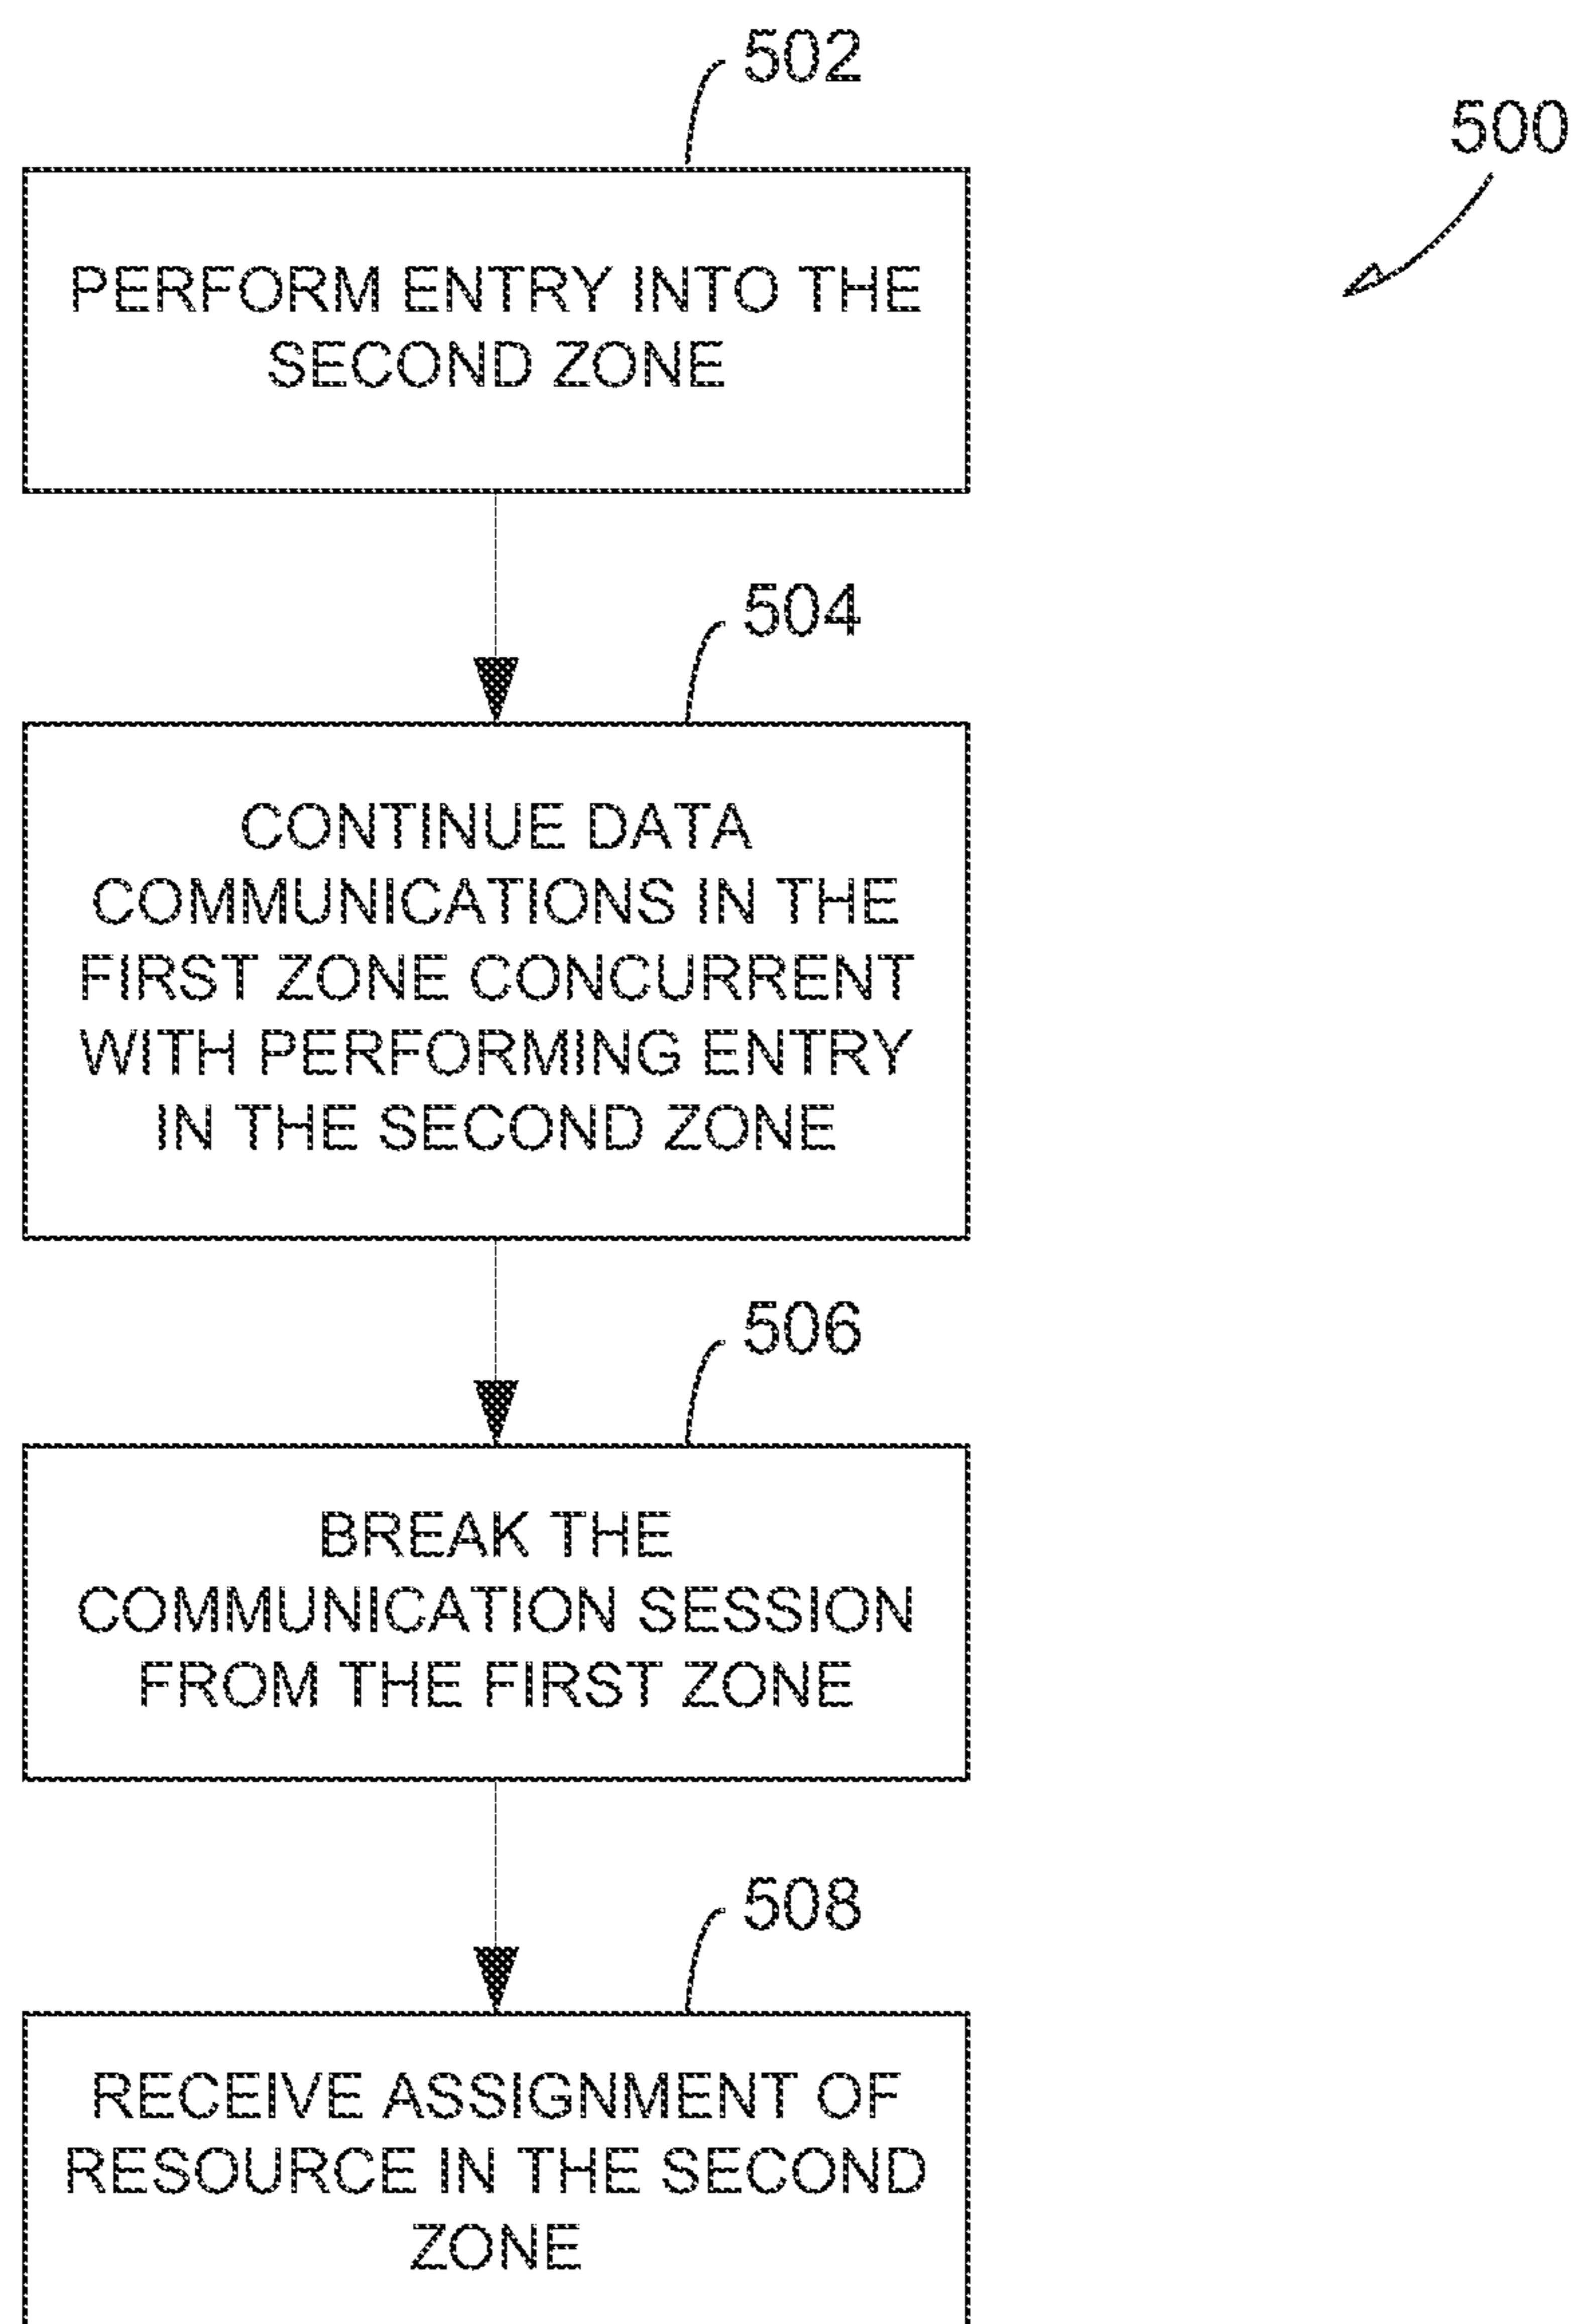 502
500
PERFORM ENTRY INTO THE
SECOND ZONE
504
CONTINUE DATA
COMMUNICATIONS IN THE
FIRST ZONE CONCURRENT
WITH PERFORMING ENTRY
IN THE SECOND ZONE
506
BREAK THE
COMMUNICATION SESSION
FROM THE FIRST ZONE
508
RECEIVE ASSIGNMENT OF
RESOURCE IN THE SECOND
ZONE